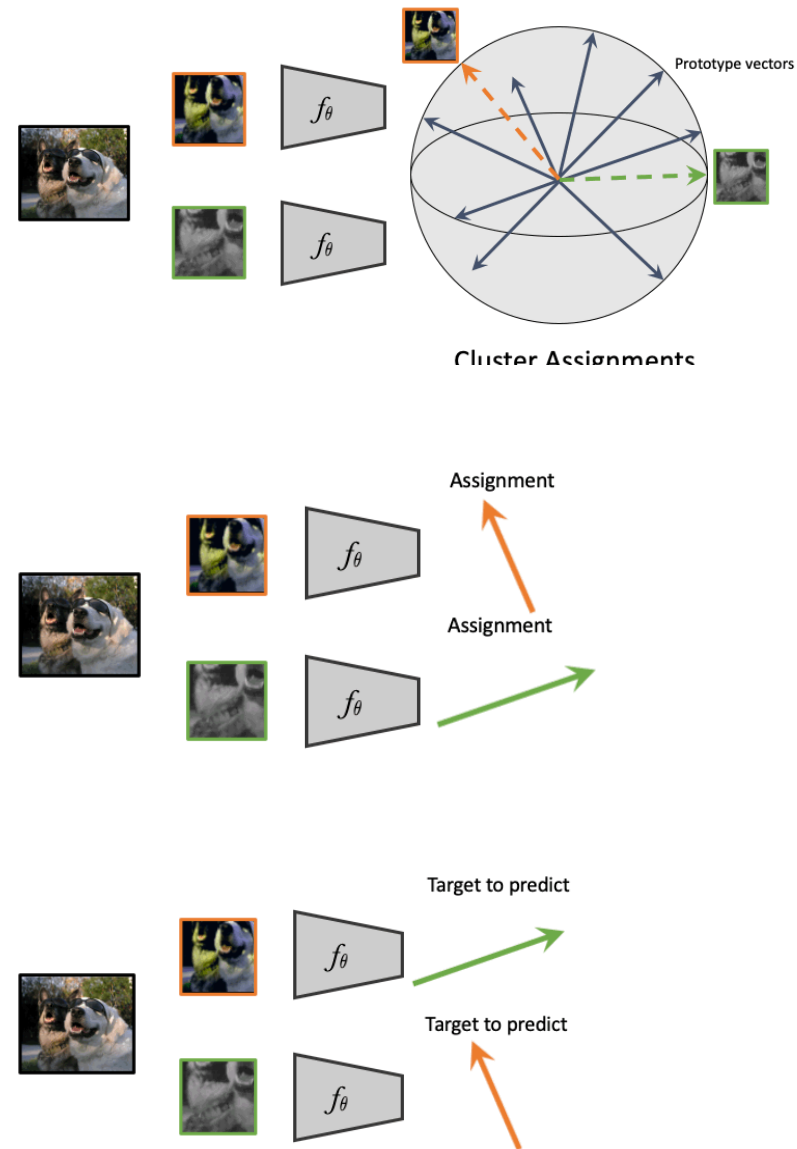 fθ
Prototype vectors
fθ
Cluster Assignments
Assignment
fθ
Assignment
fθ
Target to predict
fθ
Target to predict
fθ